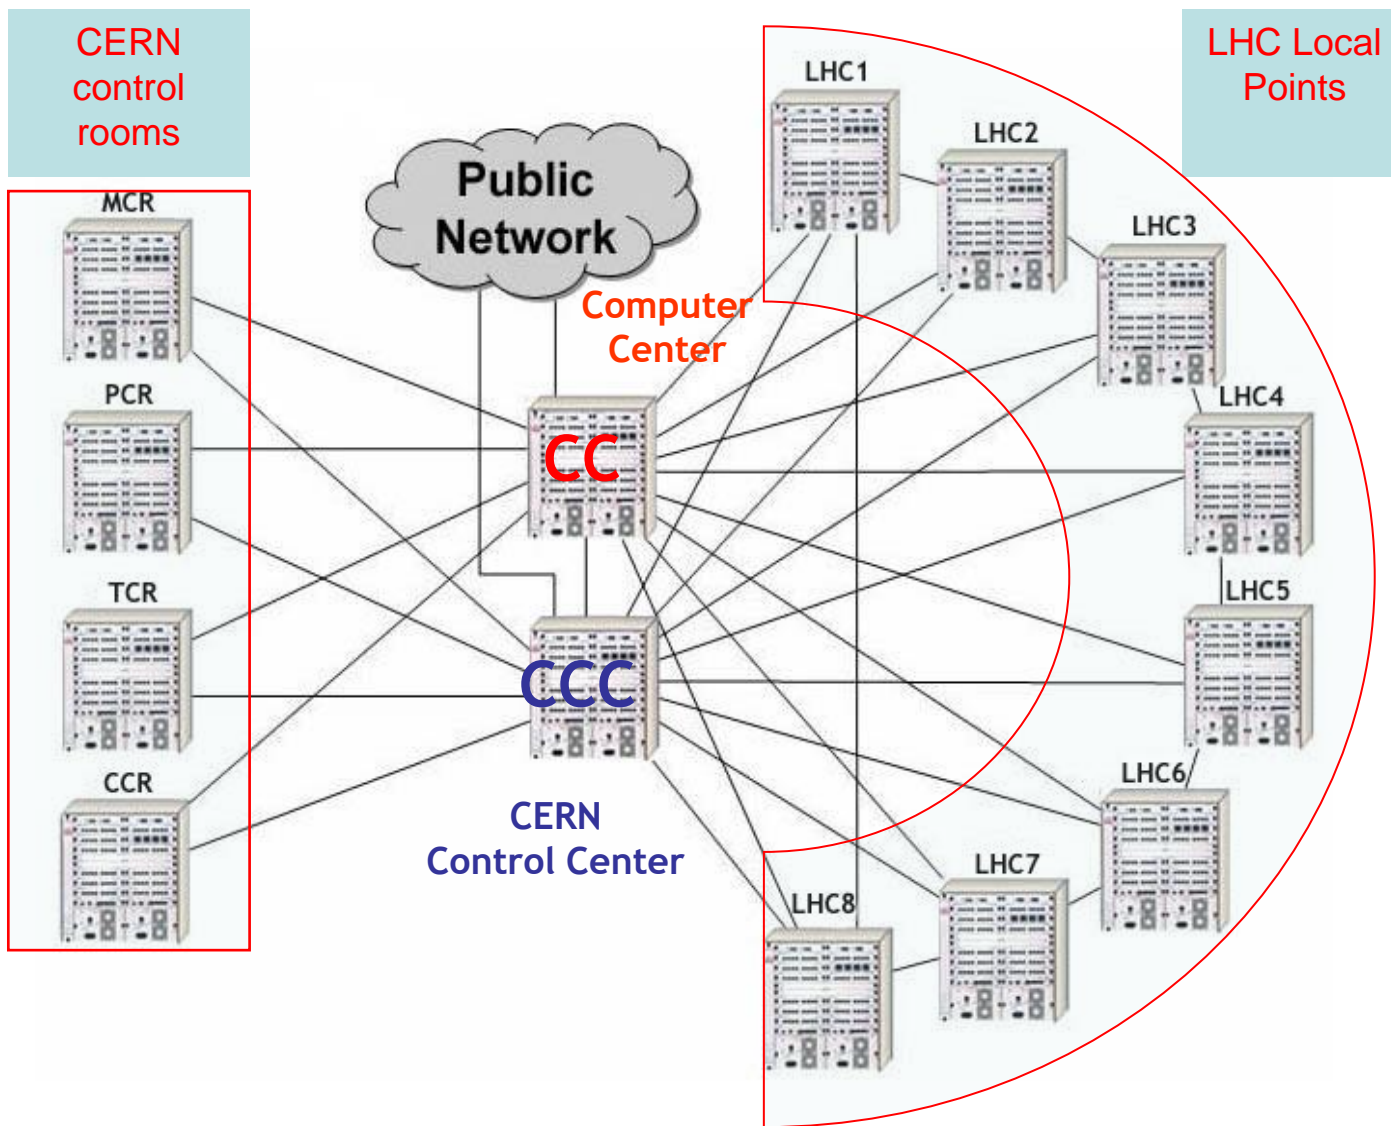 CERN
control
rooms
LHC Local
Points
MCR
PCR
TCR
CCR
Public
Network
Computer
Center
CC
CCC
CERN
Control Center
LHC1
LHC2
LHC3
LHC4
LHC5
LHC6
LHC7
LHC8